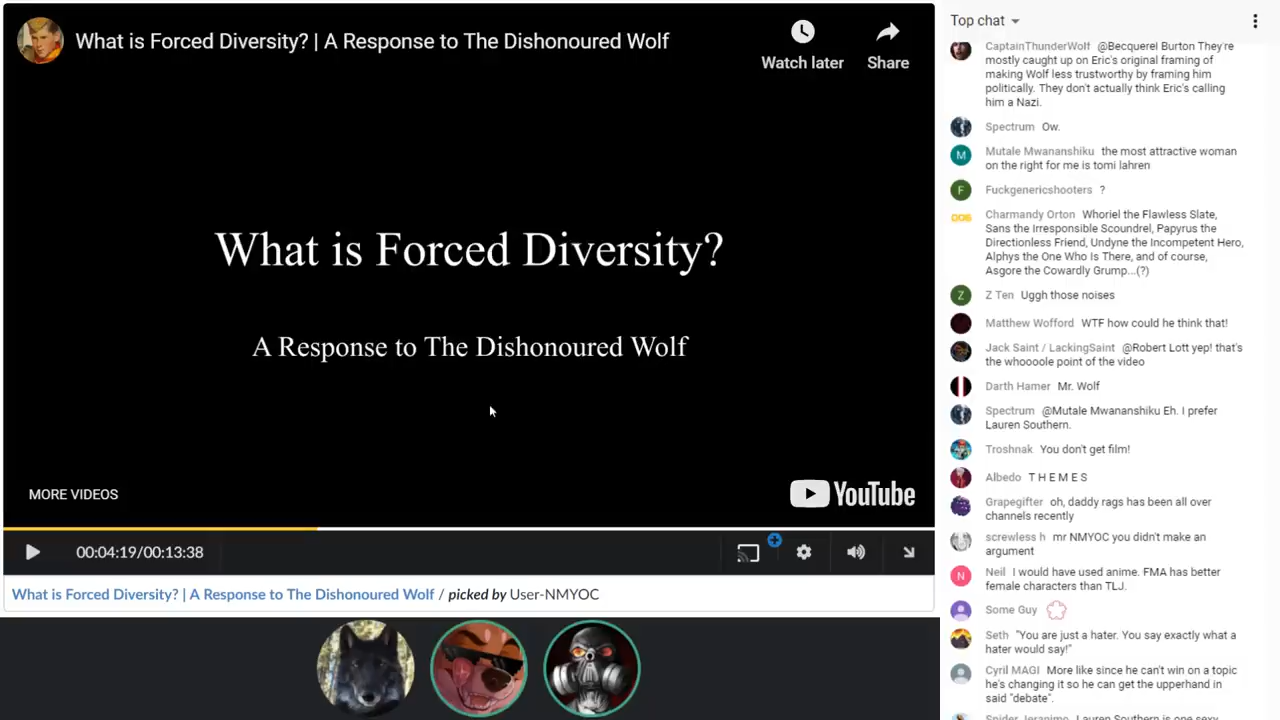 What is Forced Diversity? | A Response to The Dishonoured Wolf
Watch later
Share
What is Forced Diversity?
A Response to The Dishonoured Wolf
MORE VIDEOS
YouTube
00:04:19/00:13:38
What is Forced Diversity? | A Response to The Dishonoured Wolf / picked by User-NMYOC
Top chat
CaptainThunderWolf @Becquerel Burton They're
mostly caught up on Eric's original framing of
making Wolf less trustworthy by framing him
politically. They don't actually think Eric's calling
him a Nazi.
Spectrum Ow.
M
Mutale Mwananshiku the most attractive woman
on the right for me is tomi lahren
F
Fuckgenericshooters ?
Charmandy Orton Whoriel the Flawless Slate,
Sans the Irresponsible Scoundrel, Papyrus the
Directionless Friend, Undyne the Incompetent Hero,
Alphys the One Who Is There, and of course,
Asgore the Cowardly Grump...(?)
Z
Z Ten Uggh those noises
Matthew Wofford WTF how could he think that!
Jack Saint / LackingSaint @Robert Lott yep! that's
the whoooole point of the video
Darth Hamer Mr. Wolf
Spectrum @Mutale Mwananshiku Eh. I prefer
Lauren Southern.
Troshnak You don't get film!
Albedo T H E M E S
Grapegifter oh, daddy rags has been all over
channels recently
screwless h mr NMYOC you didn't make an
argument
N
Neil I would have used anime. FMA has better
female characters than TLJ.
Some Guy
Seth "You are just a hater. You say exactly what a
hater would say!"
Cyril MAGI More like since he can't win on a topic
he's changing it so he can get the upperhand in
said "debate".
Spider Jeranimo Lauren Southern is one sexy